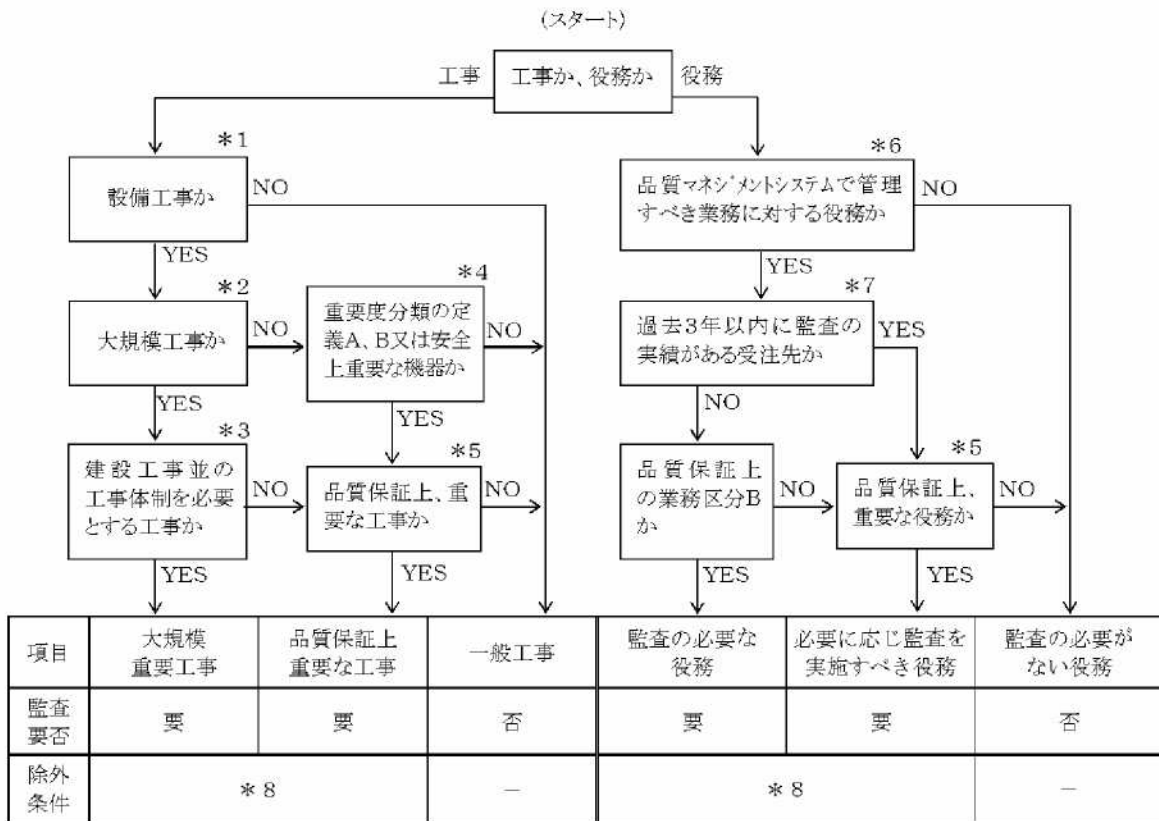 (スタート)
工事
工事か、役務か
役務
*1
設備工事か
NO
YES
*6
品質マネジメントシステムで管理
すべき業務に対する役務か
NO
YES
*2
大規模工事か
NO
YES
*4
重要度分類の定
義A、B又は安全
上重要な機器か
NO
YES
*7
過去3年以内に監査の
実績がある受注先か
YES
NO
*3
建設工事並の
工事体制を必要
とする工事か
NO
YES
*5
品質保証上、重
要な工事か
NO
YES
品質保証上
の業務区分B
か
NO
YES
*5
品質保証上、
重要な役務か
NO
YES
項目
大規模
重要工事
品質保証上
重要な工事
一般工事
監査の必要な
役務
必要に応じ監査を
実施すべき役務
監査の必要が
ない役務
監査
要否
要
要
否
要
要
否
除外
条件
*8
－
*8
－